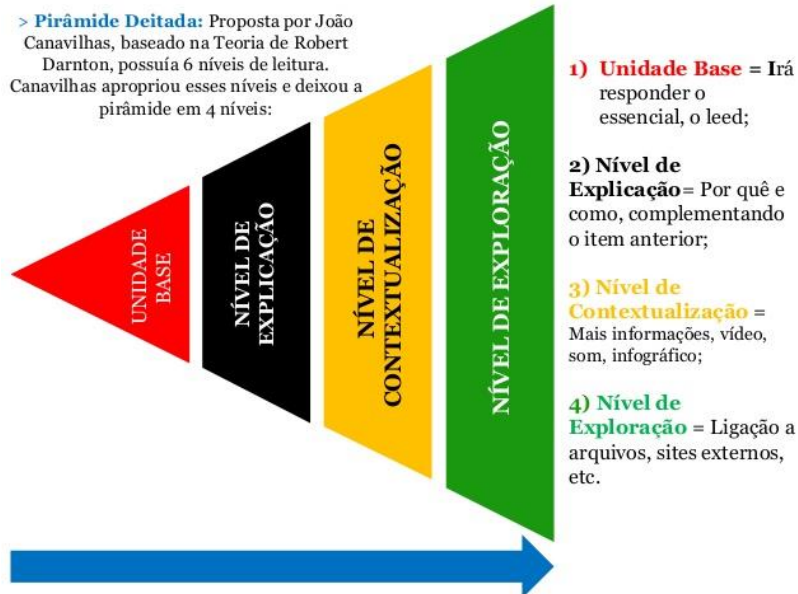 > Pirâmide Deitada: Proposta por João
Canavilhas, baseado na Teoria de Robert
Darnton, possuía 6 níveis de leitura.
Canavilhas apropriou esses níveis e deixou a
pirâmide em 4 níveis:
UNIDADE
BASE
NÍVEL DE
EXPLICAÇÃO
NÍVEL DE
CONTEXTUALIZAÇÃO
NÍVEL DE EXPLORAÇÃO
1) Unidade Base = Irá
responder o
essencial, o leed;
2) Nível de
Explicação= Por quê e
como, complementando
o item anterior;
3) Nível de
Contextualização =
Mais informações, vídeo,
som, infográfico;
4) Nível de
Exploração = Ligação a
arquivos, sites externos,
etc.